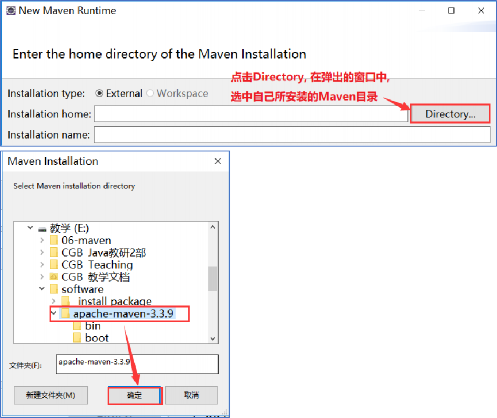 New Maven Runtime
Enter the home directory of the Maven Installation
点击Directory, 在弹出的窗口中,
选中自己所安装的Maven目录
Installation type: External Workspace
Installation home: Directory...
Installation name:
Maven Installation
Select Maven installation directory
教学 (E:)
06-maven
CGB Java教研2部
CGB Teaching
CGB 教学文档
software
_install package
apache-maven-3.3.9
bin
boot
文件夹(F): apache-maven-3.3.9
新建文件夹(M) 确定 取消